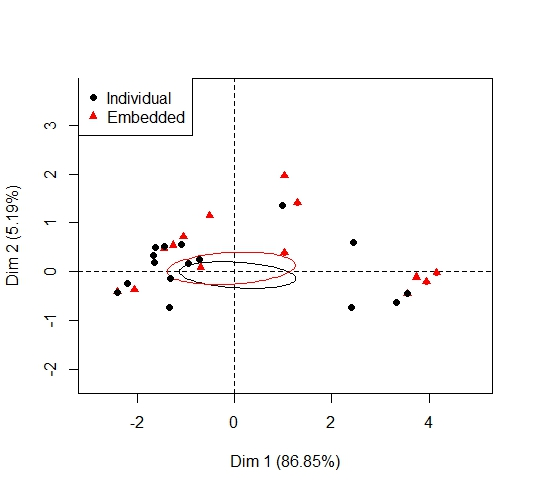 Individual
Embedded
3
2
1
0
-1
-2
Dim 2 (5.19%)
-2 0 2 4
Dim 1 (86.85%)